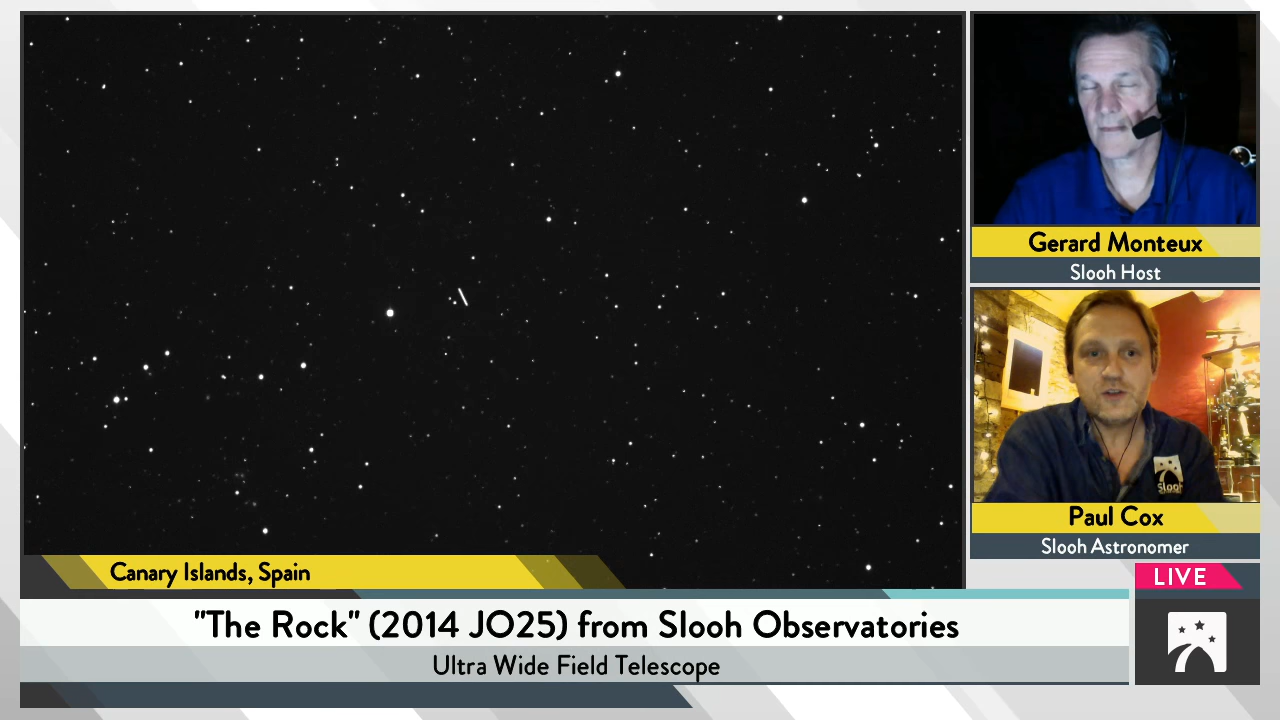 Gerard Monteux
Slooh Host
Slooh
Paul Cox
Slooh Astronomer
Canary Islands, Spain
LIVE
"The Rock" (2014 JO25) from Slooh Observatories
Ultra Wide Field Telescope